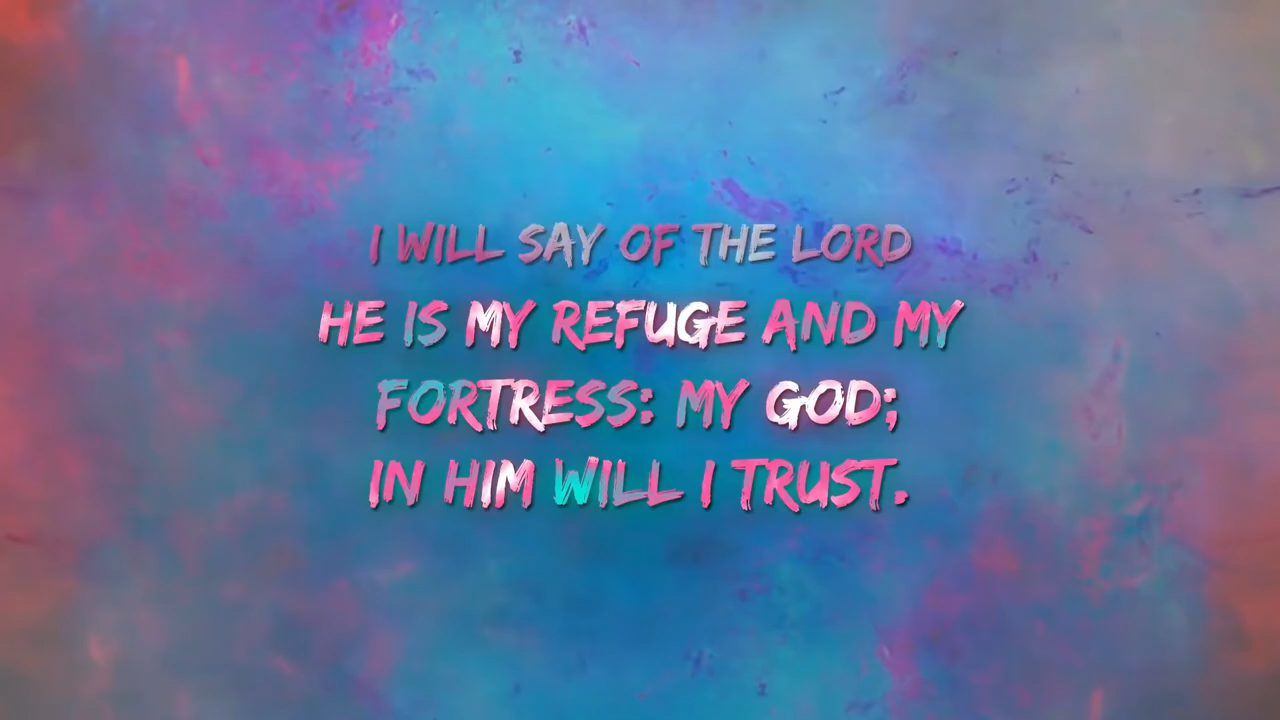 I WILL SAY OF THE LORD
HE IS MY REFUGE AND MY
FORTRESS: MY GOD;
IN HIM WILL I TRUST.